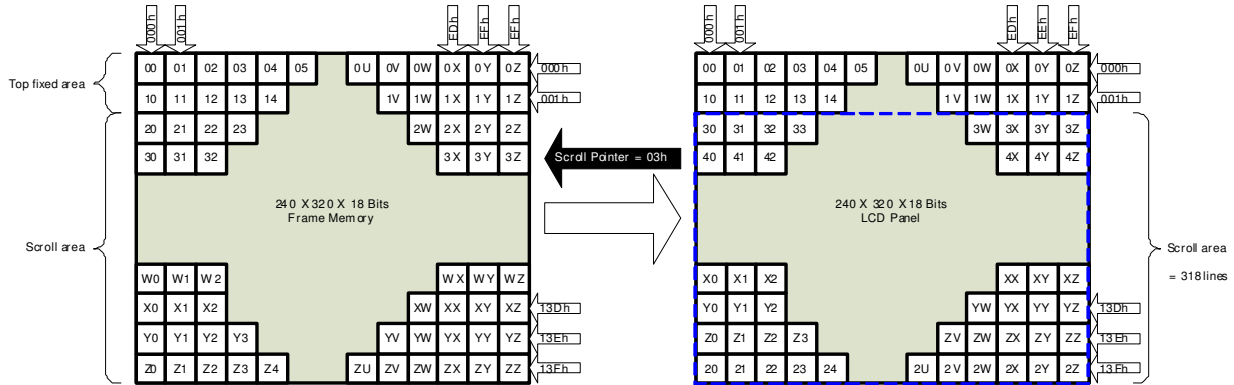 000h 001h EDh EFh EFh 000h 001h EDh EEh EFh
00 01 02 03 04 05 0U 0V 0W 0X 0Y 0Z 000h 00 01 02 03 04 05 0U 0V 0W 0X 0Y 0Z 000h
Top fixed area
10 11 12 13 14 1V 1W 1X 1Y 1Z 001h 10 11 12 13 14 1V 1W 1X 1Y 1Z 001h
20 21 22 23 2W 2X 2Y 2Z 30 31 32 33 3W 3X 3Y 3Z
30 31 32 3X 3Y 3Z Scroll Pointer = 03h 40 41 42 4X 4Y 4Z
240 X 320 X 18 Bits
Frame Memory
240 X 320 X 18 Bits
LCD Panel
Scroll area
Scroll area
= 318 lines
W0 W1 W2 WX WY WZ X0 X1 X2 XX XY XZ
X0 X1 X2 XW XX XY XZ 13Dh Y0 Y1 Y2 YW YX YY YZ 13Dh
Y0 Y1 Y2 Y3 YV YW YX YY YZ 13Eh Z0 Z1 Z2 Z3 ZV ZW ZX ZY ZZ 13Eh
Z0 Z1 Z2 Z3 Z4 ZU ZV ZW ZX ZY ZZ 13Fh 20 21 22 23 24 2U 2V 2W 2X 2Y 2Z 13Fh